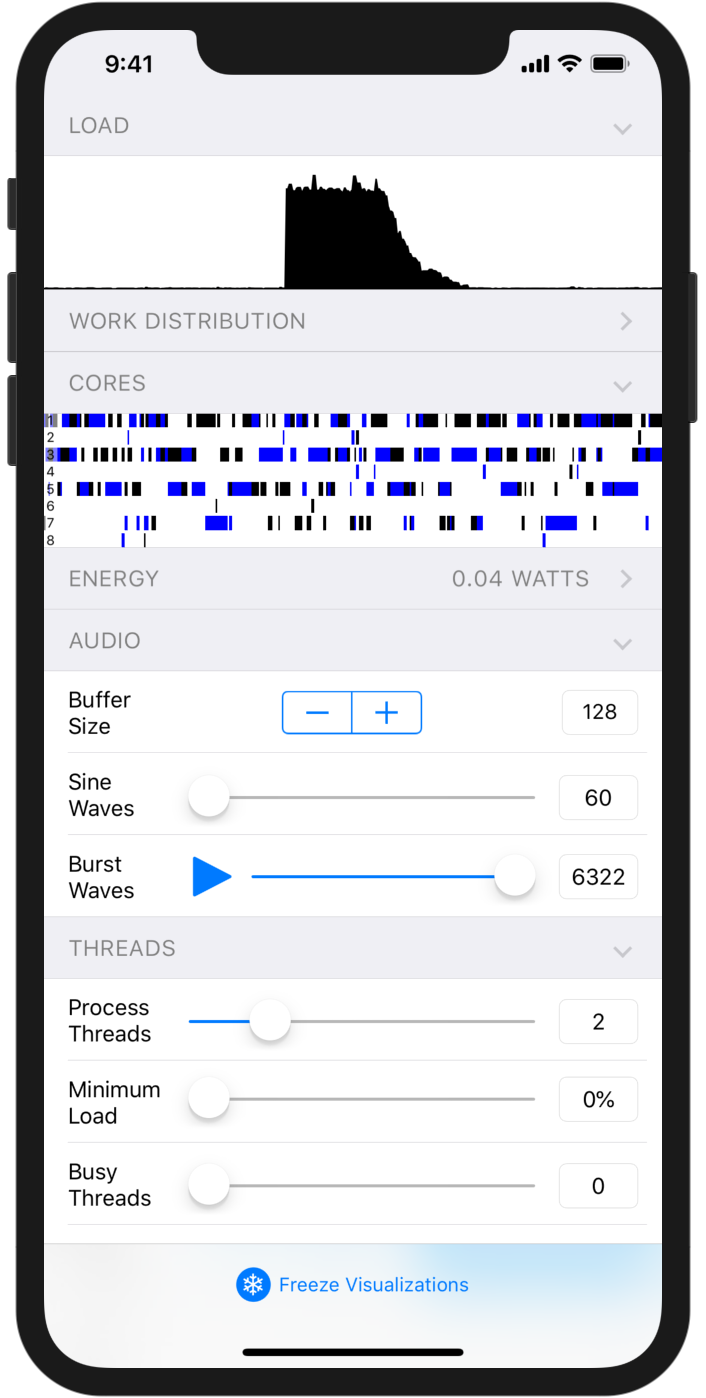 9:41
LOAD
WORK DISTRIBUTION
CORES
1
2
3
4
5
6
7
8
ENERGY 0.04 WATTS
AUDIO
Buffer
Size
128
Sine
Waves
60
Burst
Waves
6322
THREADS
Process
Threads
2
Minimum
Load
0%
Busy
Threads
0
Freeze Visualizations